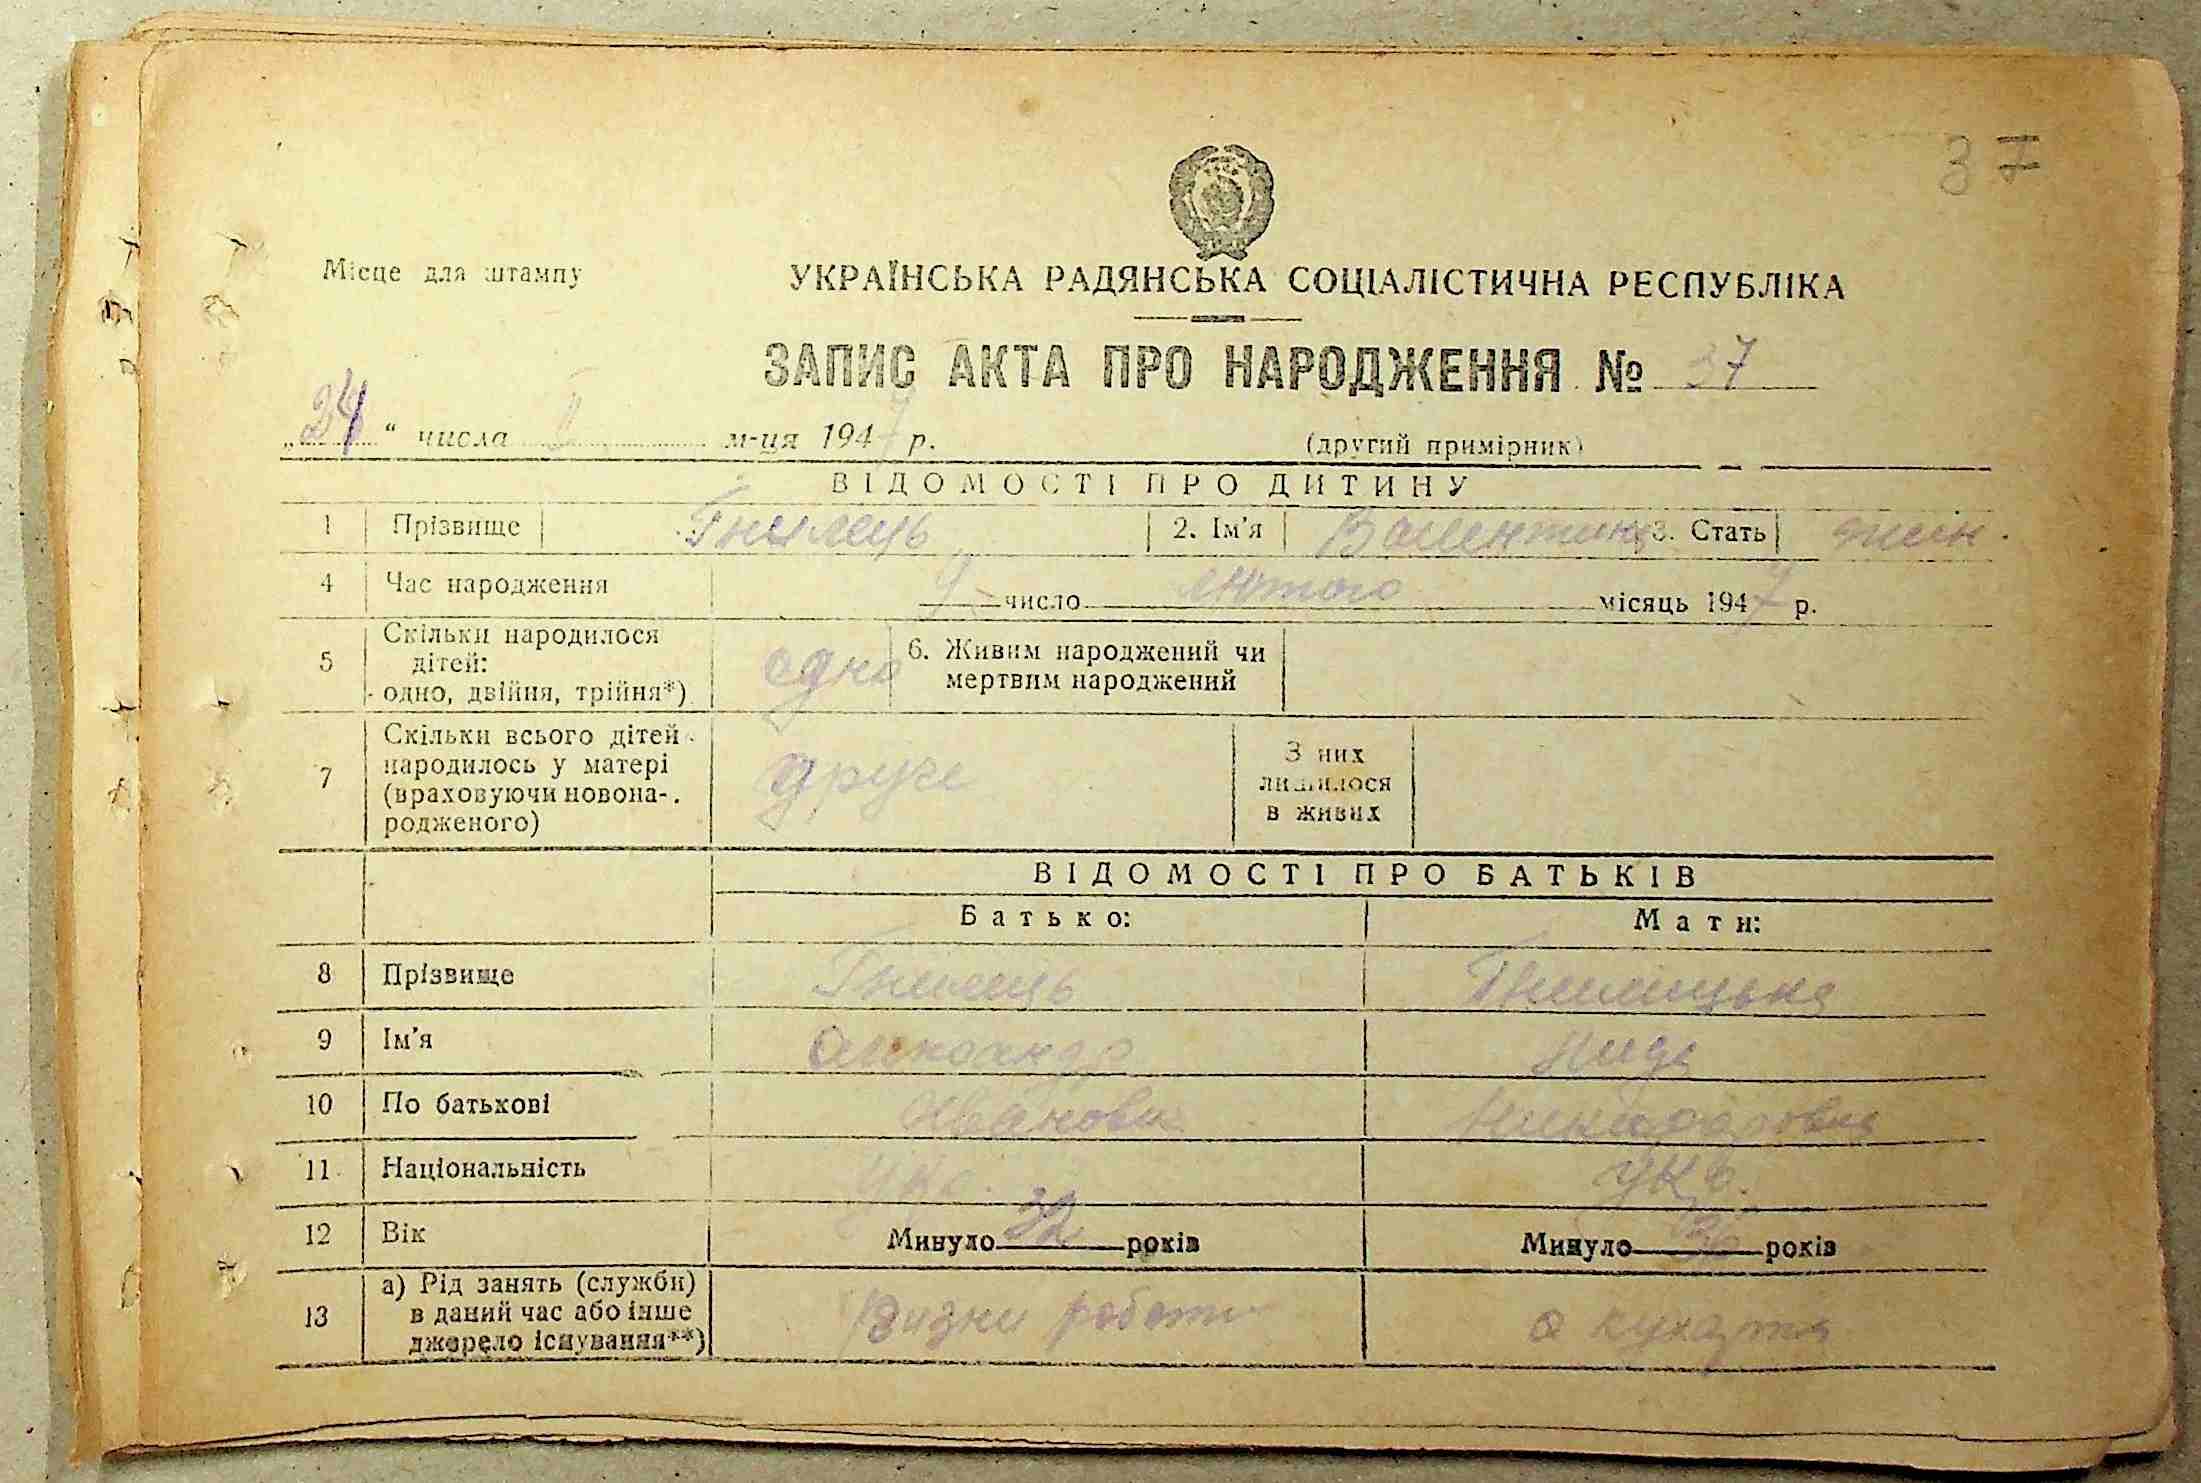 37
Місце для штампу
УКРАЇНСЬКА РАДЯНСЬКА СОЦІАЛІСТИЧНА РЕСПУБЛІКА
ЗАПИС АКТА ПРО НАРОДЖЕННЯ № 37
„24“ числа II м-ця 1947 р. (другий примірник)
ВІДОМОСТІ ПРО ДИТИНУ
1 Прізвище Гнилець 2. Ім'я Валентина 3. Стать жін.
4 Час народження 9 число лютого місяць 1947 р.
5 Скільки народилося дітей: одно, двійня, трійня*) одно 6. Живим народжений чи мертвим народжений
7 Скільки всього дітей народилось у матері (враховуючи новона-родженого) друге З них лишилося в живих
ВІДОМОСТІ ПРО БАТЬКІВ
Батько: Мати:
8 Прізвище Гнилець
9 Ім'я Олександр
10 По батькові Іванович
11 Національність укр. укр.
12 Вік Минуло 32 років Минуло років
13 а) Рід занять (служби) в даний час або інше джерело існування**) роботи